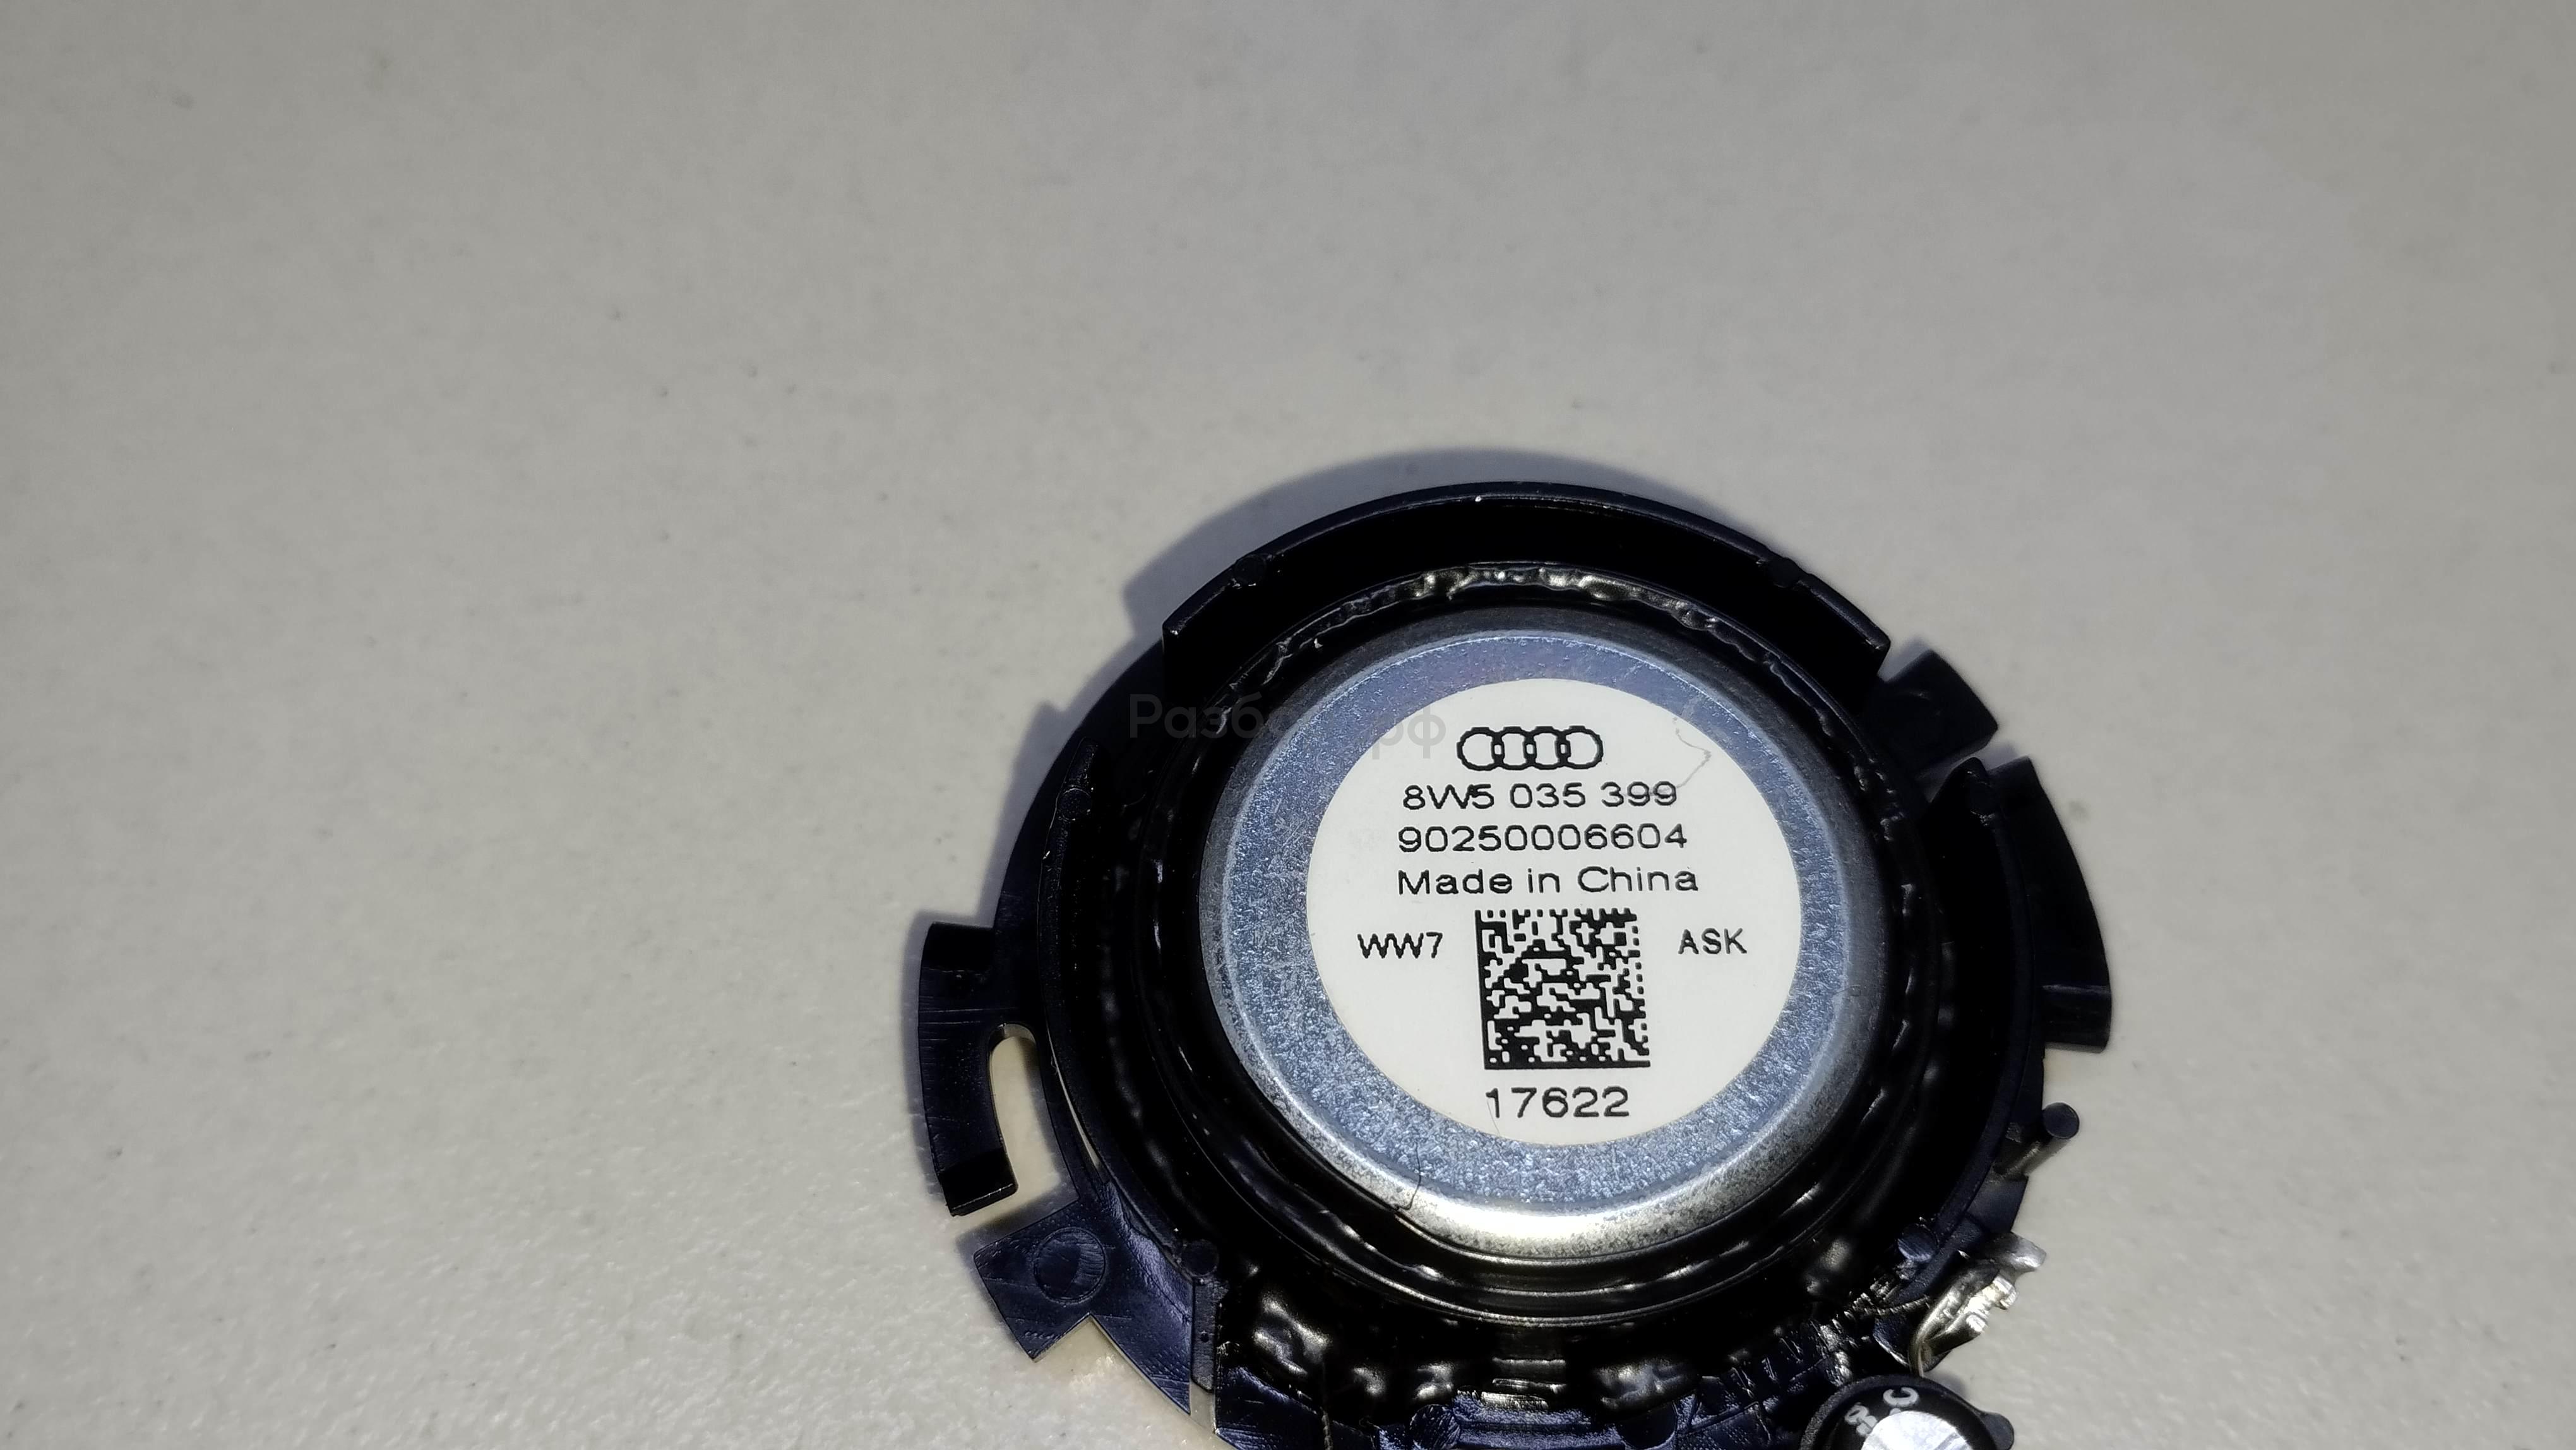 8W5 035 399
90250006604
Made in China
WW7 ASK
17622